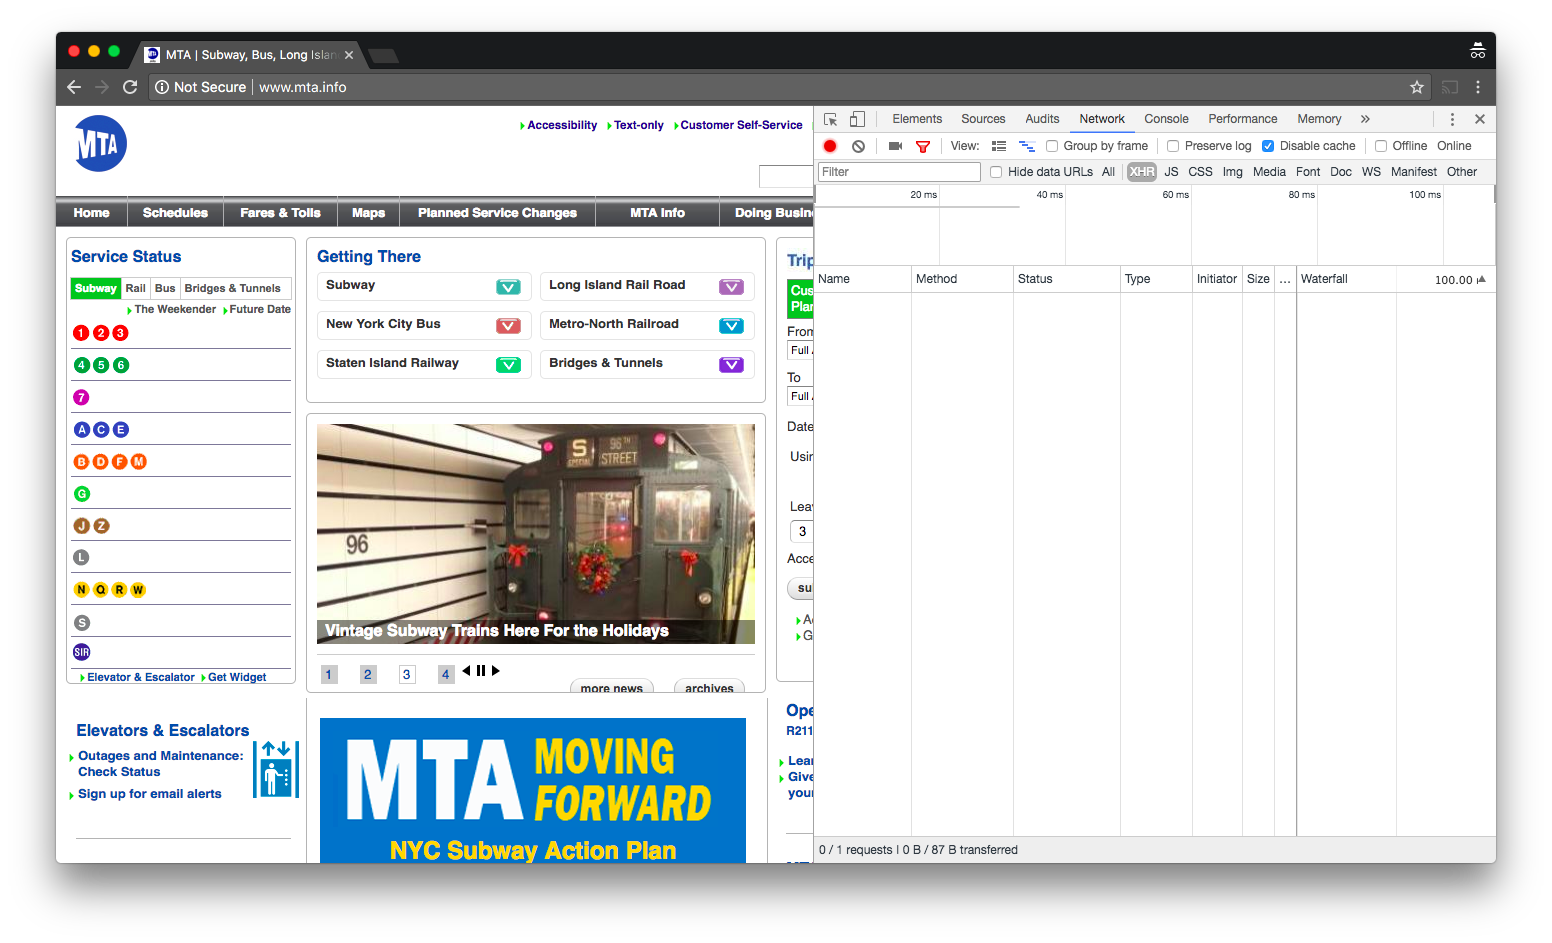 MTA | Subway, Bus, Long Islan
Not Secure | www.mta.info
MTA
Accessibility Text-only Customer Self-Service
Home Schedules Fares & Tolls Maps Planned Service Changes MTA Info Doing Busin
Service Status
Subway Rail Bus Bridges & Tunnels
The Weekender Future Date
1 2 3
4 5 6
7
A C E
B D F M
G
J Z
L
N Q R W
S
SIR
Elevator & Escalator Get Widget
Elevators & Escalators
Outages and Maintenance:
Check Status
Sign up for email alerts
Getting There
Subway Long Island Rail Road
New York City Bus Metro-North Railroad
Staten Island Railway Bridges & Tunnels
S
SPECIAL
96TH
STREET
96
Vintage Subway Trains Here For the Holidays
1 2 3 4
more news archives
MTA MOVING
FORWARD
NYC Subway Action Plan
Trip
Cus
Plan
From
Full
To
Full
Date
Usin
Leav
3
Acce
su
A
G
Ope
R211
Lear
Give
your
Elements Sources Audits Network Console Performance Memory »
View: Group by frame Preserve log Disable cache Offline Online
Filter Hide data URLs All XHR JS CSS Img Media Font Doc WS Manifest Other
20 ms 40 ms 60 ms 80 ms 100 ms
Name Method Status Type Initiator Size ... Waterfall 100.00
0 / 1 requests | 0 B / 87 B transferred